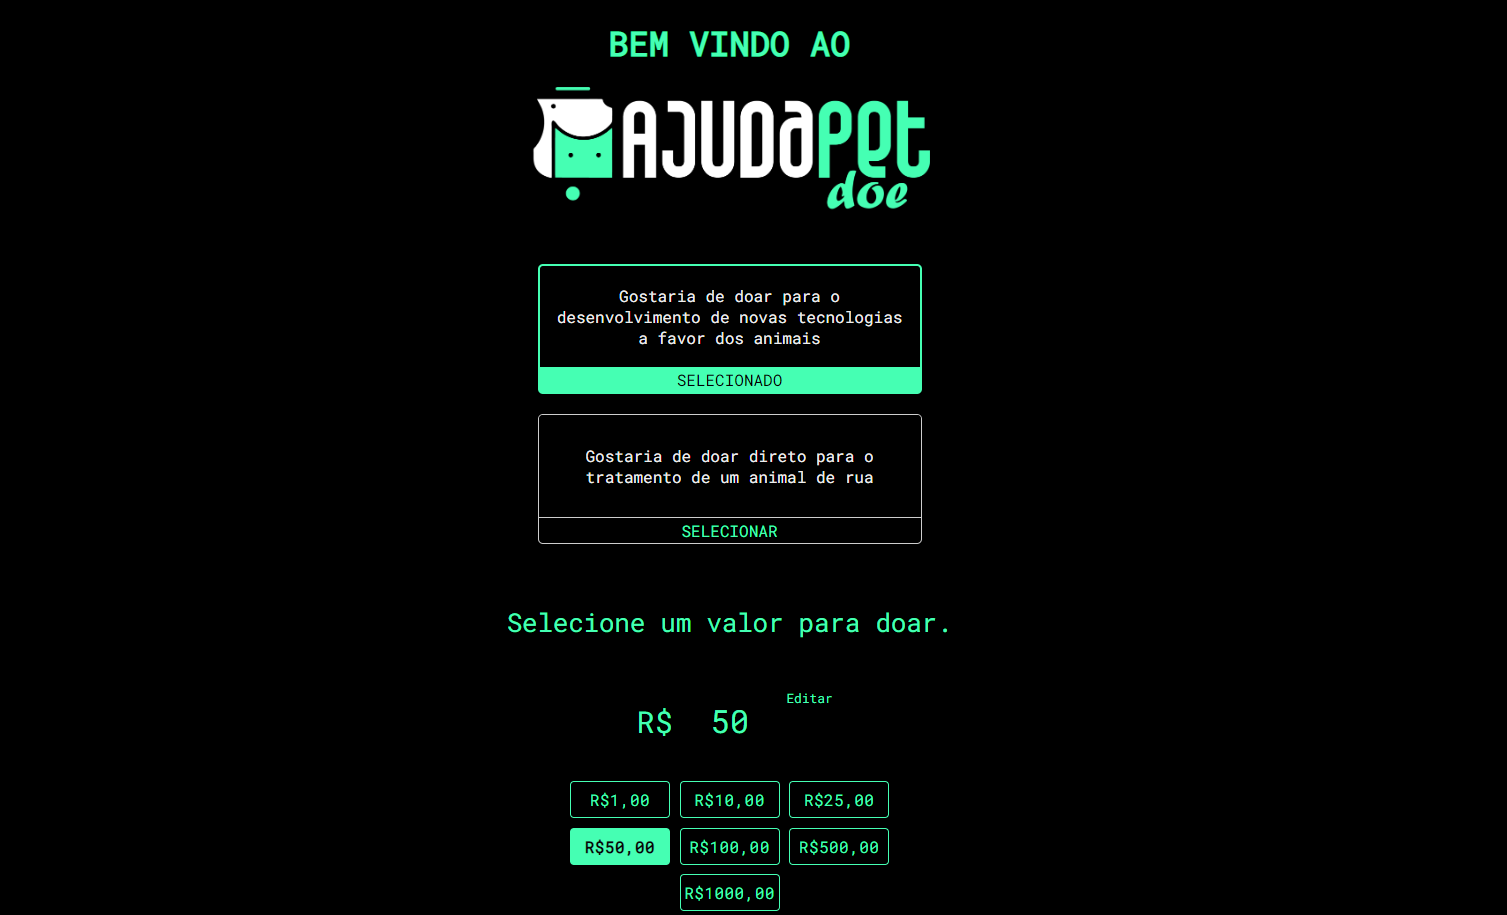 BEM VINDO AO
AJUDAPET
doe
Gostaria de doar para o
desenvolvimento de novas tecnologias
a favor dos animais
SELECIONADO
Gostaria de doar direto para o
tratamento de um animal de rua
SELECIONAR
Selecione um valor para doar.
Editar
R$ 50
R$1,00 R$10,00 R$25,00
R$50,00 R$100,00 R$500,00
R$1000,00